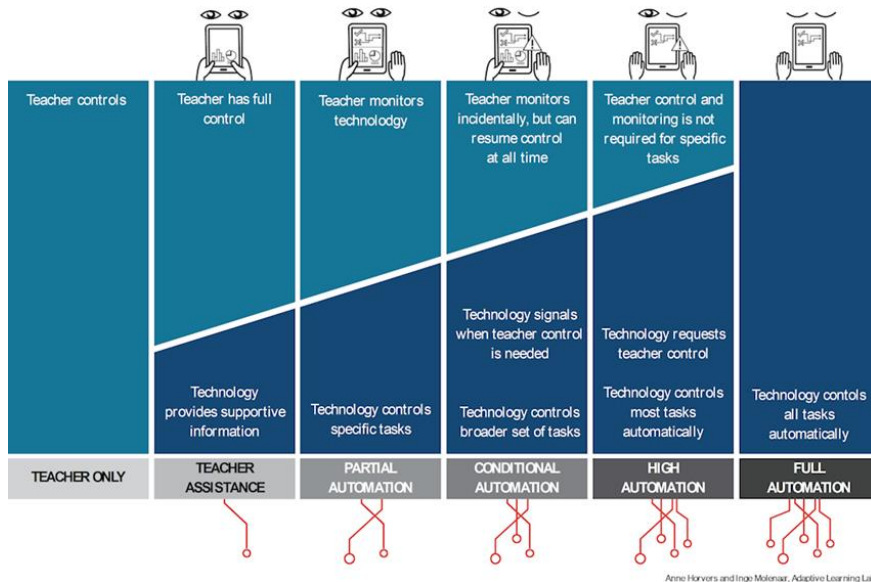 Teacher controls
Teacher has full
control
Teacher monitors
technolodgy
Teacher monitors
incidentally, but can
resume control
at all time
Teacher control and
monitoring is not
required for specific
tasks
Technology
provides supportive
information
Technology controls
specific tasks
Technology signals
when teacher control
is needed
Technology controls
broader set of tasks
Technology requests
teacher control
Technology controls
most tasks
automatically
Technology contols
all tasks
automatically
TEACHER ONLY
TEACHER
ASSISTANCE
PARTIAL
AUTOMATION
CONDITIONAL
AUTOMATION
HIGH
AUTOMATION
FULL
AUTOMATION
Anne Horvers and Inge Molenaar, Adaptive Learning La